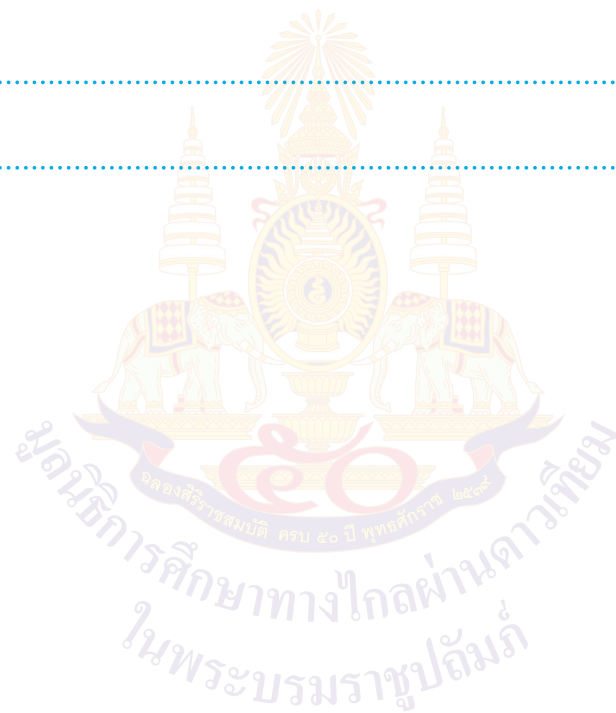 ๕๐
ฉลองสิริราชสมบัติ ครบ ๕๐ ปี พุทธศักราช ๒๕๓๙
มูลนิธิการศึกษาทางไกลผ่านดาวเทียม
ในพระบรมราชูปถัมภ์